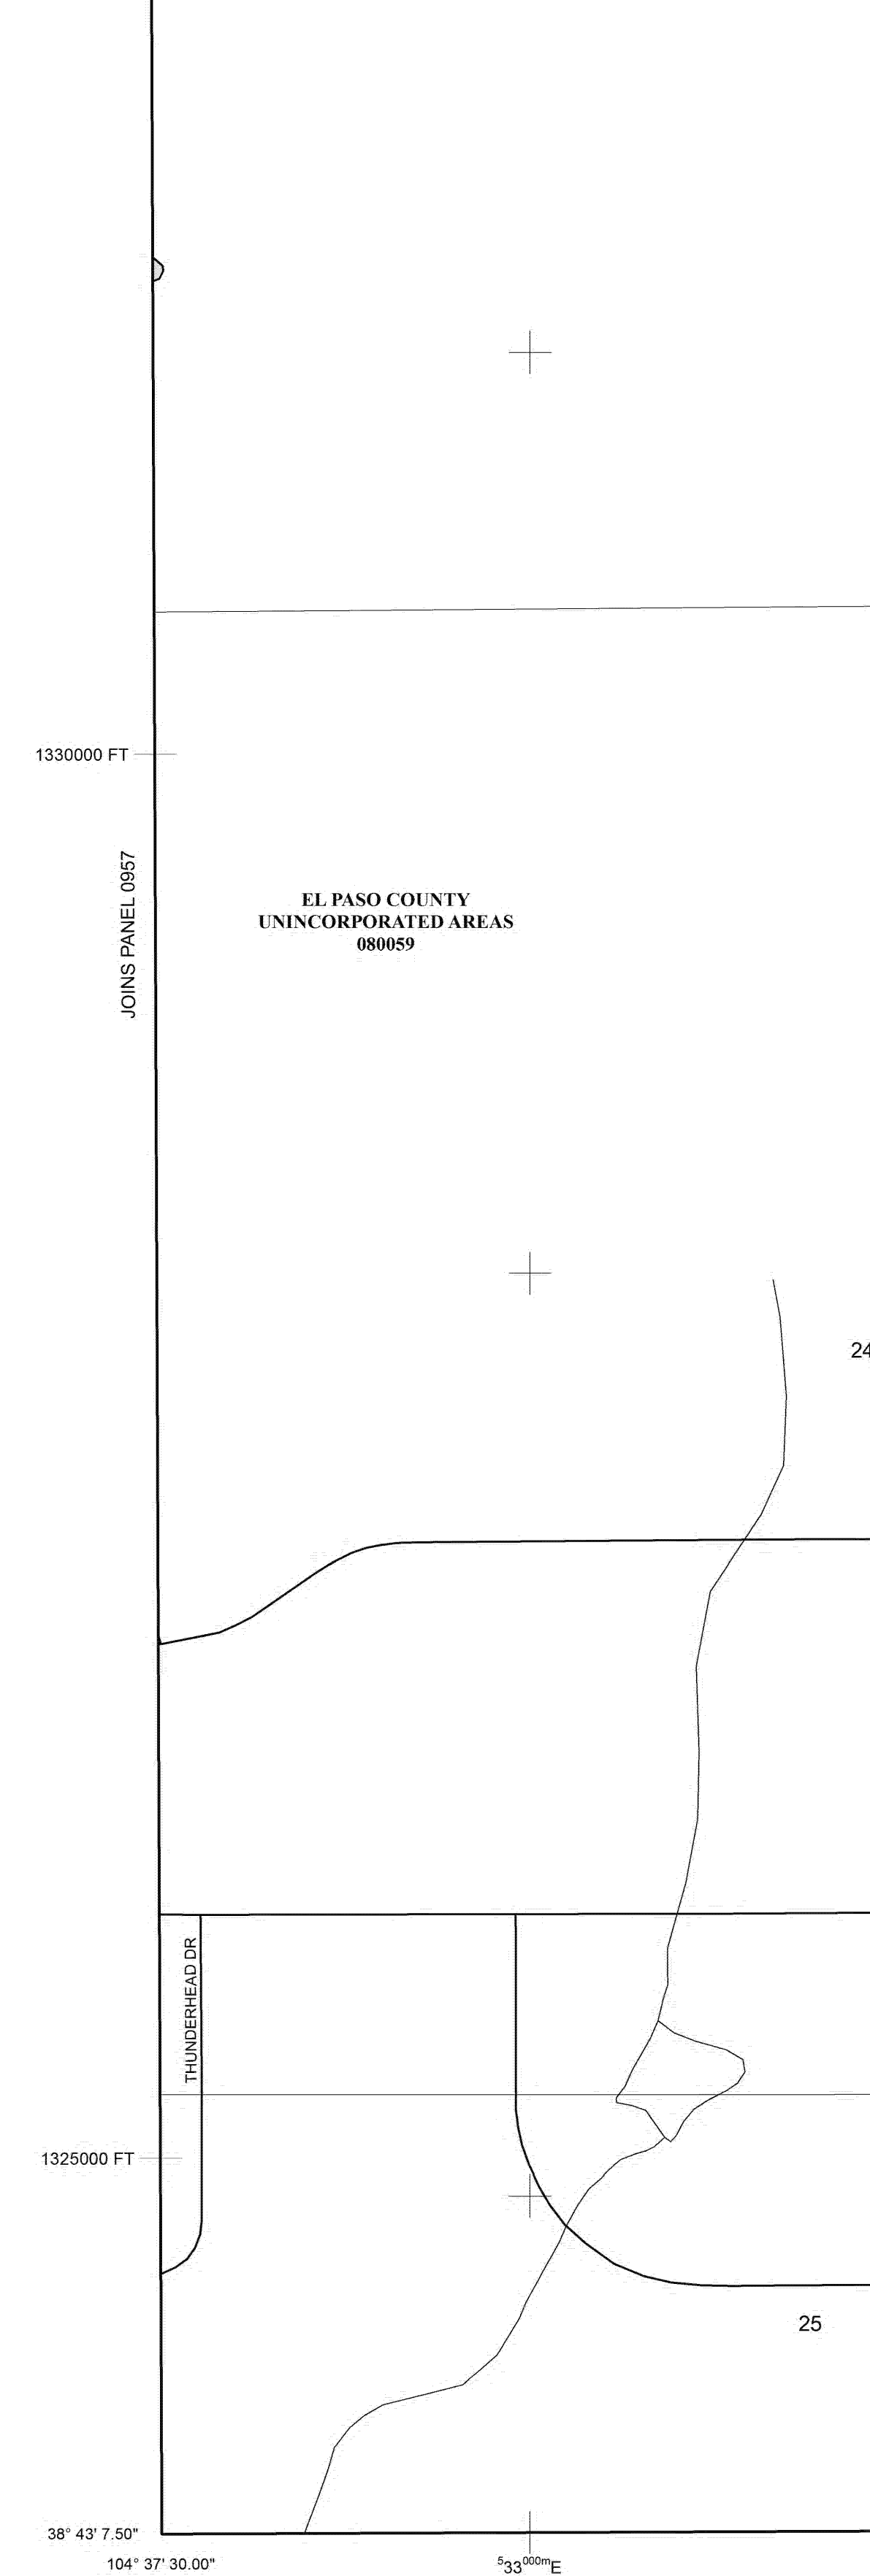 1330000 FT
JOINS PANEL 0957
EL PASO COUNTY
UNINCORPORATED AREAS
080059
24
THUNDERHEAD DR
1325000 FT
25
38° 43' 7.50"
104° 37' 30.00"
533000mE